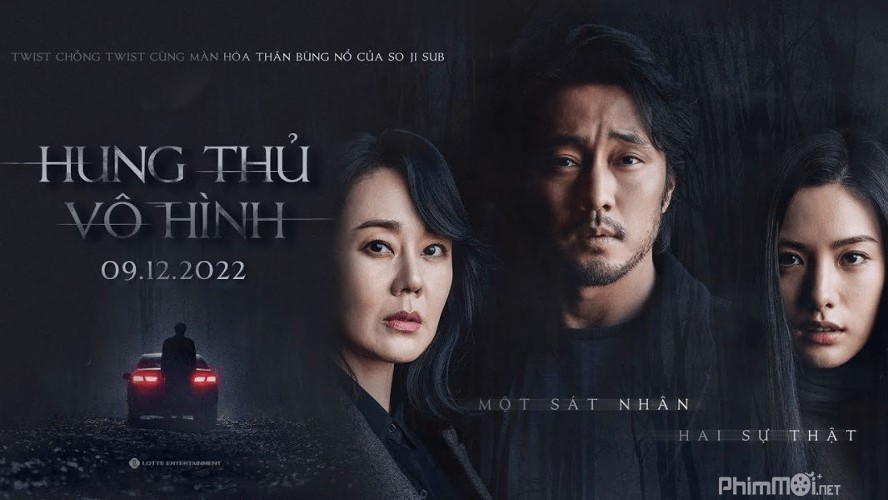 TWIST CHỒNG TWIST CÙNG MÀN HÓA THÂN BÙNG NỔ CỦA SO JI SUB
HUNG THỦ
VÔ HÌNH
09.12.2022
MỘT SÁT NHÂN
HAI SỰ THẬT
LOTTE ENTERTAINMENT
PhimMới.NET